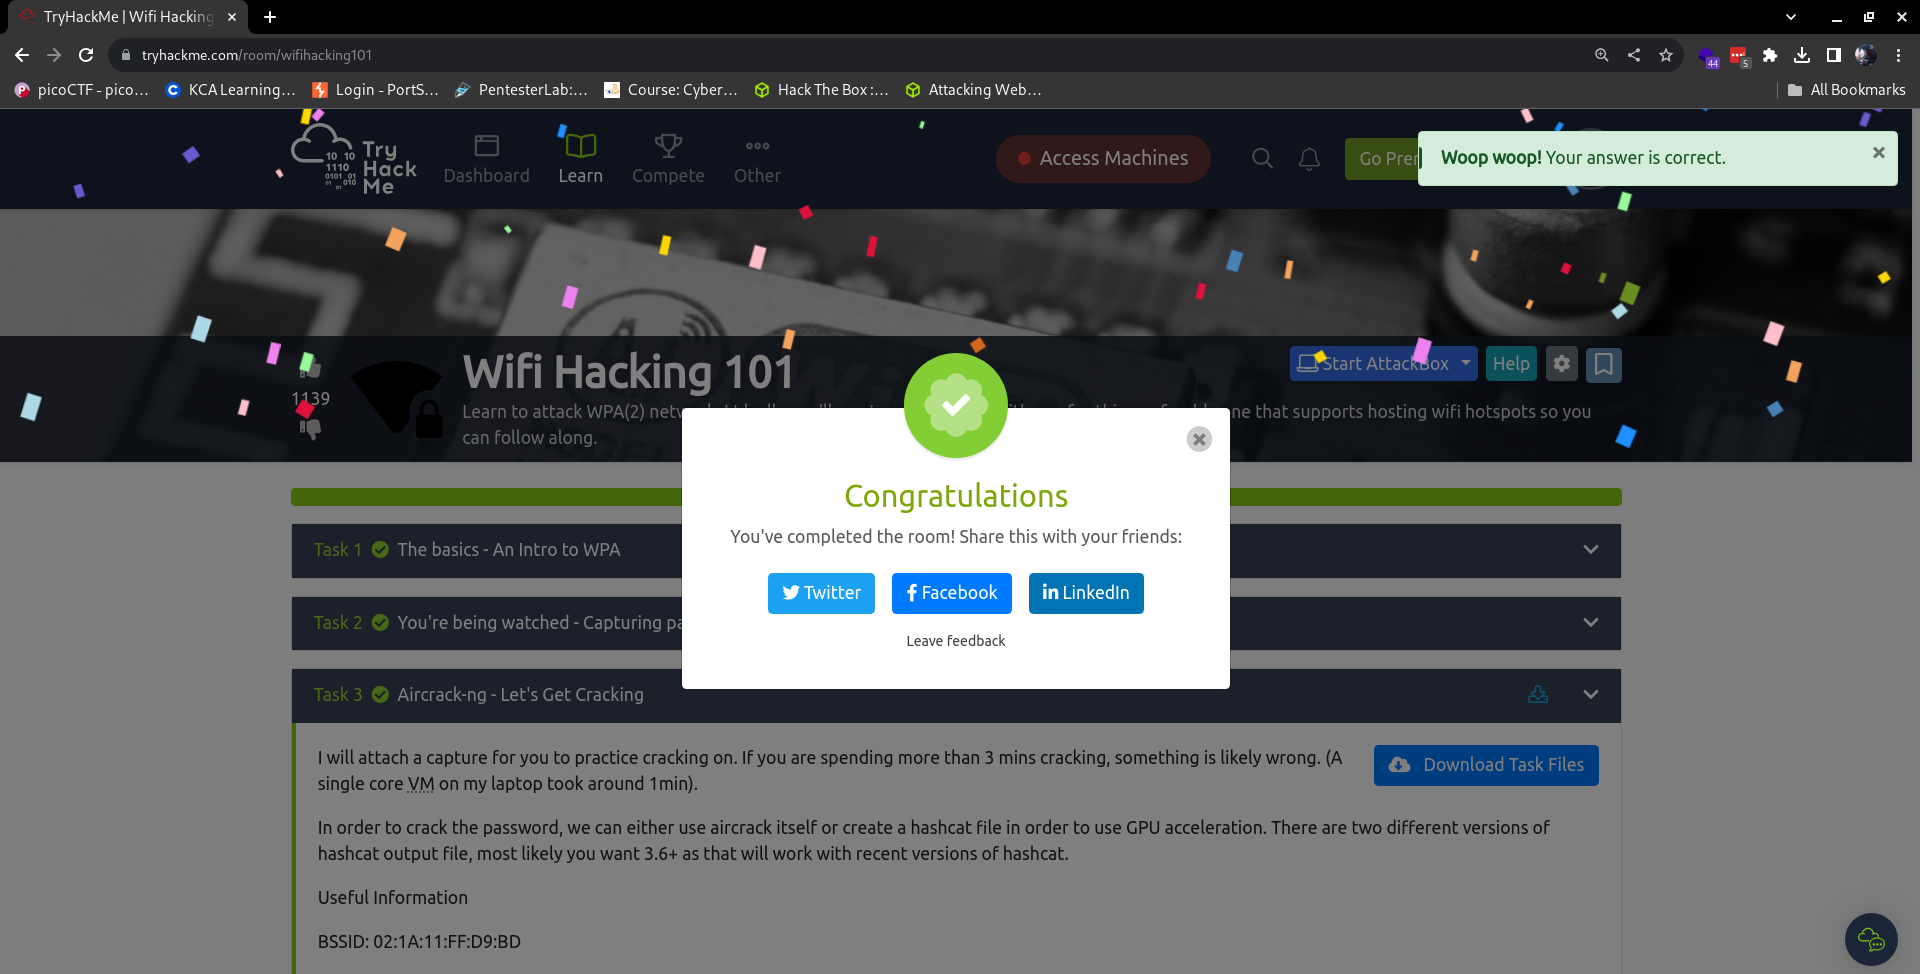 TryHackMe | Wifi Hacking
tryhackme.com/room/wifihacking101
44
5
picoCTF - pico…
KCA Learning…
Login - PortS…
PentesterLab:…
Course: Cyber…
Hack The Box :…
Attacking Web…
All Bookmarks
Try
Hack
Me
Dashboard
Learn
Compete
Other
Access Machines
Go
Woop woop! Your answer is correct.
Wifi Hacking 101
Start AttackBox
Help
1139
Learn to attack WPA(2) that supports hosting wifi hotspots so you
can follow along.
Congratulations
You've completed the room! Share this with your friends:
Twitter
Facebook
LinkedIn
Leave feedback
Task 1 The basics - An Intro to WPA
Task 2 You're being watched - Capturing
Task 3 Aircrack-ng - Let's Get Cracking
I will attach a capture for you to practice cracking on. If you are spending more than 3 mins cracking, something is likely wrong. (A
single core VM on my laptop took around 1min).
Download Task Files
In order to crack the password, we can either use aircrack itself or create a hashcat file in order to use GPU acceleration. There are two different versions of
hashcat output file, most likely you want 3.6+ as that will work with recent versions of hashcat.
Useful Information
BSSID: 02:1A:11:FF:D9:BD